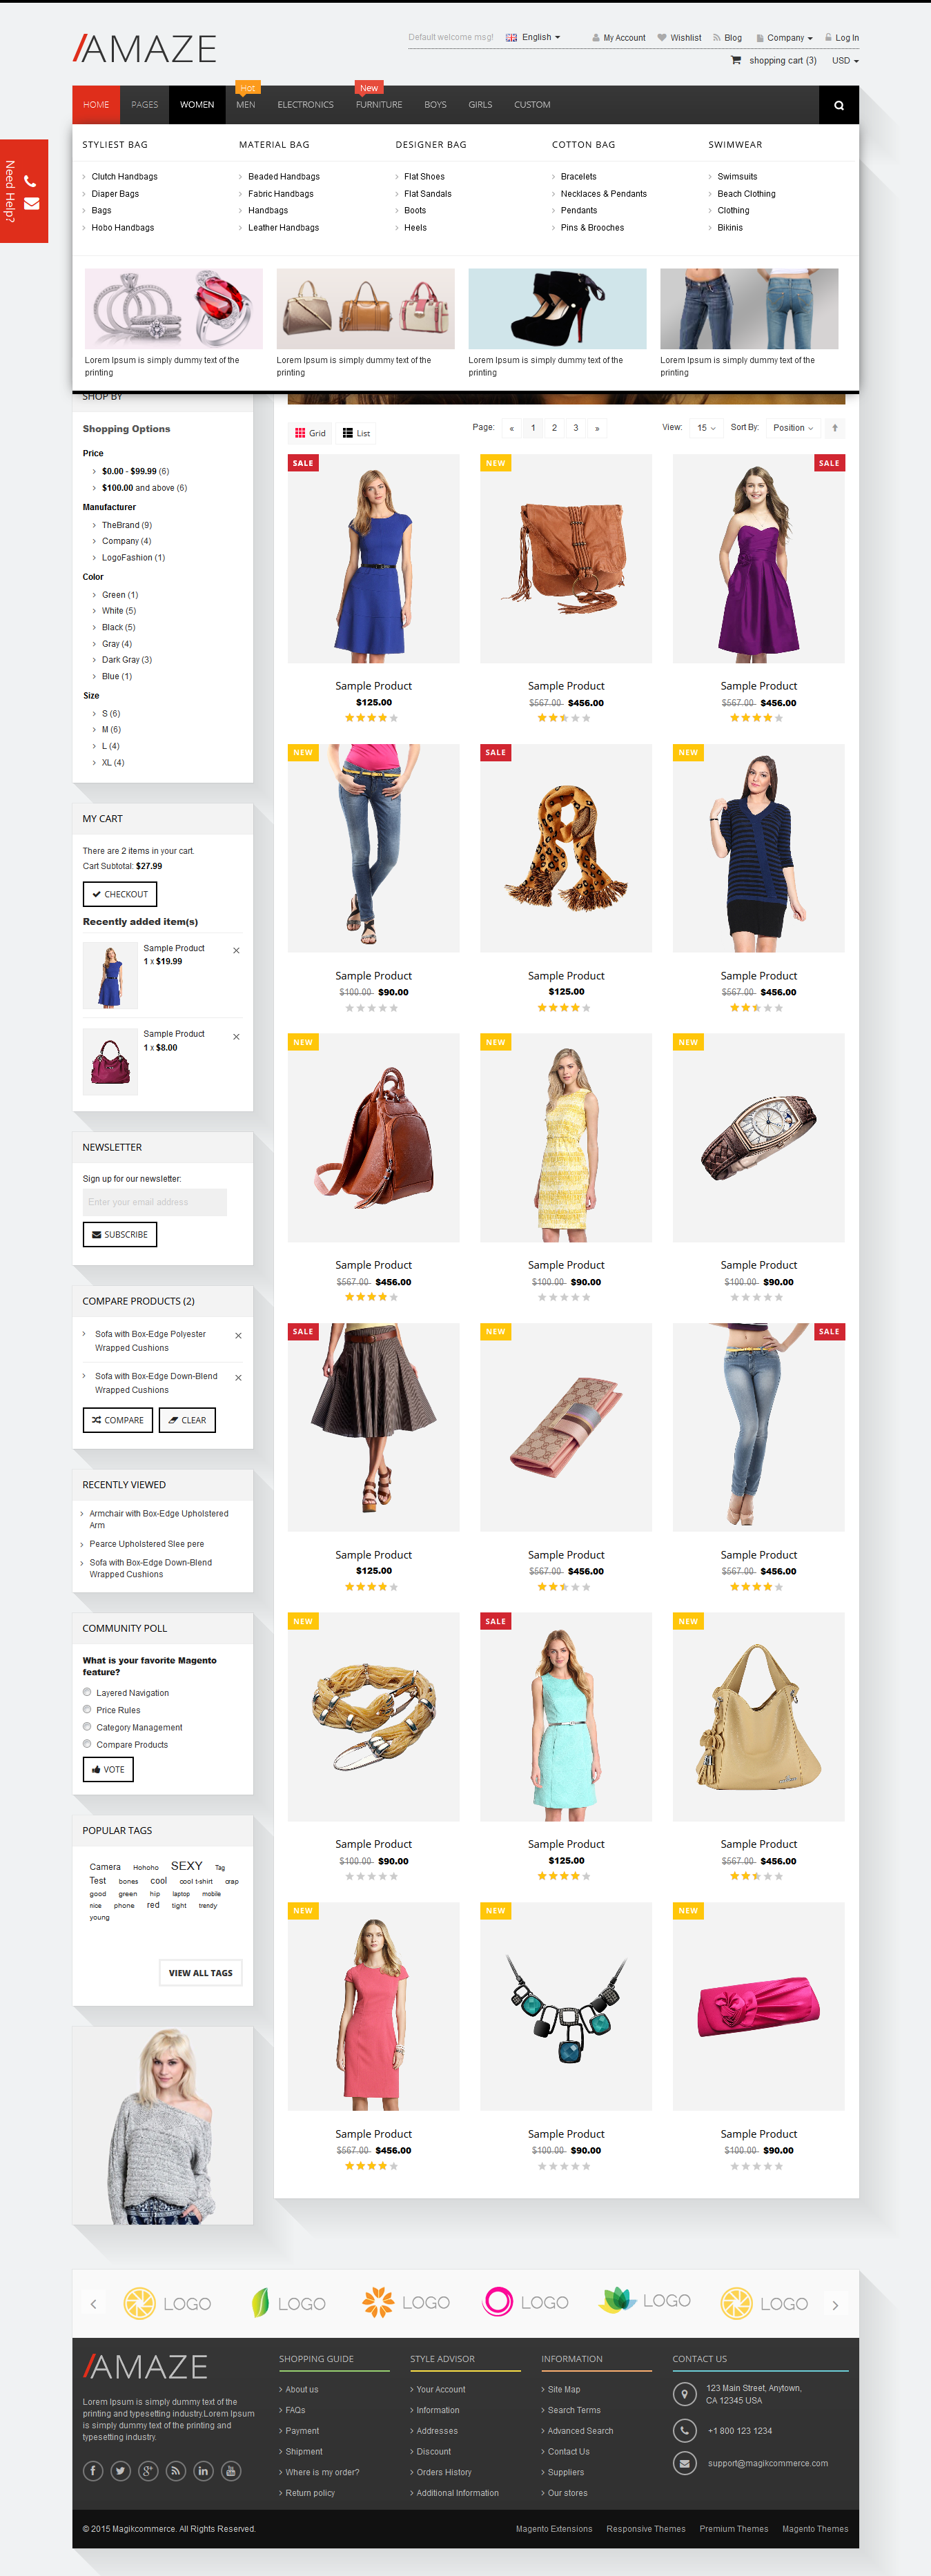 /AMAZE
Default welcome msg! English My Account Wishlist Blog Company Log In
shopping cart (3) USD
Hot New
HOME PAGES WOMEN MEN ELECTRONICS FURNITURE BOYS GIRLS CUSTOM
Need Help?
STYLIEST BAG MATERIAL BAG DESIGNER BAG COTTON BAG SWIMWEAR
Clutch Handbags Beaded Handbags Flat Shoes Bracelets Swimsuits
Diaper Bags Fabric Handbags Flat Sandals Necklaces & Pendants Beach Clothing
Bags Handbags Boots Pendants Clothing
Hobo Handbags Leather Handbags Heels Pins & Brooches Bikinis
Lorem Ipsum is simply dummy text of the Lorem Ipsum is simply dummy text of the Lorem Ipsum is simply dummy text of the Lorem Ipsum is simply dummy text of the
printing printing printing printing
SHOP BY
Shopping Options
Price
$0.00 - $99.99 (6)
$100.00 and above (6)
Manufacturer
TheBrand (9)
Company (4)
LogoFashion (1)
Color
Green (1)
White (5)
Black (5)
Gray (4)
Dark Gray (3)
Blue (1)
Size
S (6)
M (6)
L (4)
XL (4)
MY CART
There are 2 items in your cart.
Cart Subtotal: $27.99
CHECKOUT
Recently added item(s)
Sample Product ×
1 x $19.99
Sample Product ×
1 x $8.00
NEWSLETTER
Sign up for our newsletter:
Enter your email address
SUBSCRIBE
COMPARE PRODUCTS (2)
Sofa with Box-Edge Polyester ×
Wrapped Cushions
Sofa with Box-Edge Down-Blend ×
Wrapped Cushions
COMPARE CLEAR
RECENTLY VIEWED
Armchair with Box-Edge Upholstered
Arm
Pearce Upholstered Slee pere
Sofa with Box-Edge Down-Blend
Wrapped Cushions
COMMUNITY POLL
What is your favorite Magento
feature?
Layered Navigation
Price Rules
Category Management
Compare Products
VOTE
POPULAR TAGS
Camera Hohoho SEXY Tag
Test bones cool cool t-shirt crap
good green hip laptop mobile
nice phone red tight trendy
young
VIEW ALL TAGS
Grid List Page: « 1 2 3 » View: 15 Sort By: Position
SALE NEW SALE
Sample Product Sample Product Sample Product
$125.00 $567.00 $456.00 $567.00 $456.00
NEW SALE NEW
Sample Product Sample Product Sample Product
$100.00 $90.00 $125.00 $567.00 $456.00
NEW NEW NEW
Sample Product Sample Product Sample Product
$567.00 $456.00 $100.00 $90.00 $100.00 $90.00
SALE NEW SALE
Sample Product Sample Product Sample Product
$125.00 $567.00 $456.00 $567.00 $456.00
NEW SALE NEW
Sample Product Sample Product Sample Product
$100.00 $90.00 $125.00 $567.00 $456.00
NEW NEW NEW
Sample Product Sample Product Sample Product
$567.00 $456.00 $100.00 $90.00 $100.00 $90.00
LOGO LOGO LOGO LOGO LOGO LOGO
/AMAZE
Lorem Ipsum is simply dummy text of the
printing and typesetting industry.Lorem Ipsum
is simply dummy text of the printing and
typesetting industry.
SHOPPING GUIDE STYLE ADVISOR INFORMATION CONTACT US
About us Your Account Site Map 123 Main Street, Anytown,
CA 12345 USA
FAQs Information Search Terms
Payment Addresses Advanced Search +1 800 123 1234
Shipment Discount Contact Us
Where is my order? Orders History Suppliers support@magikcommerce.com
Return policy Additional Information Our stores
© 2015 Magikcommerce. All Rights Reserved. Magento Extensions Responsive Themes Premium Themes Magento Themes